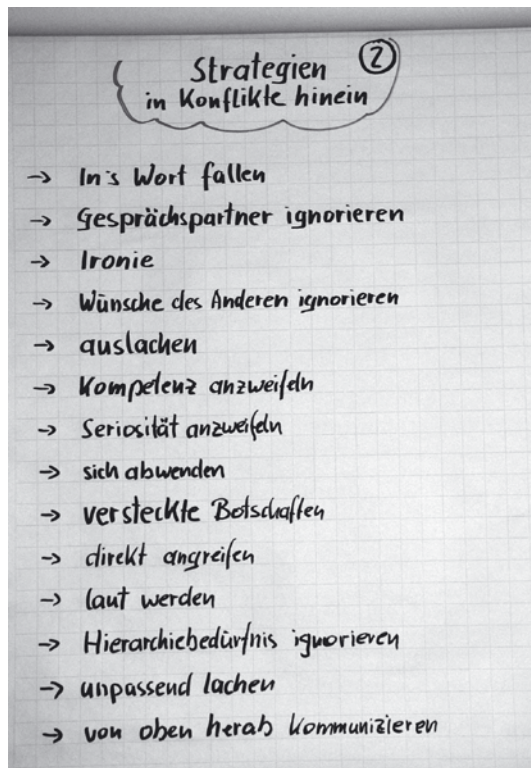 Strategien ②
in Konflikte hinein
→ In's Wort fallen
→ Gesprächspartner ignorieren
→ Ironie
→ Wünsche des Anderen ignorieren
→ auslachen
→ Kompetenz anzweifeln
→ Seriosität anzweifeln
→ sich abwenden
→ versteckte Botschaften
→ direkt angreifen
→ laut werden
→ Hierarchiebedürfnis ignorieren
→ unpassend lachen
→ von oben herab kommunizieren